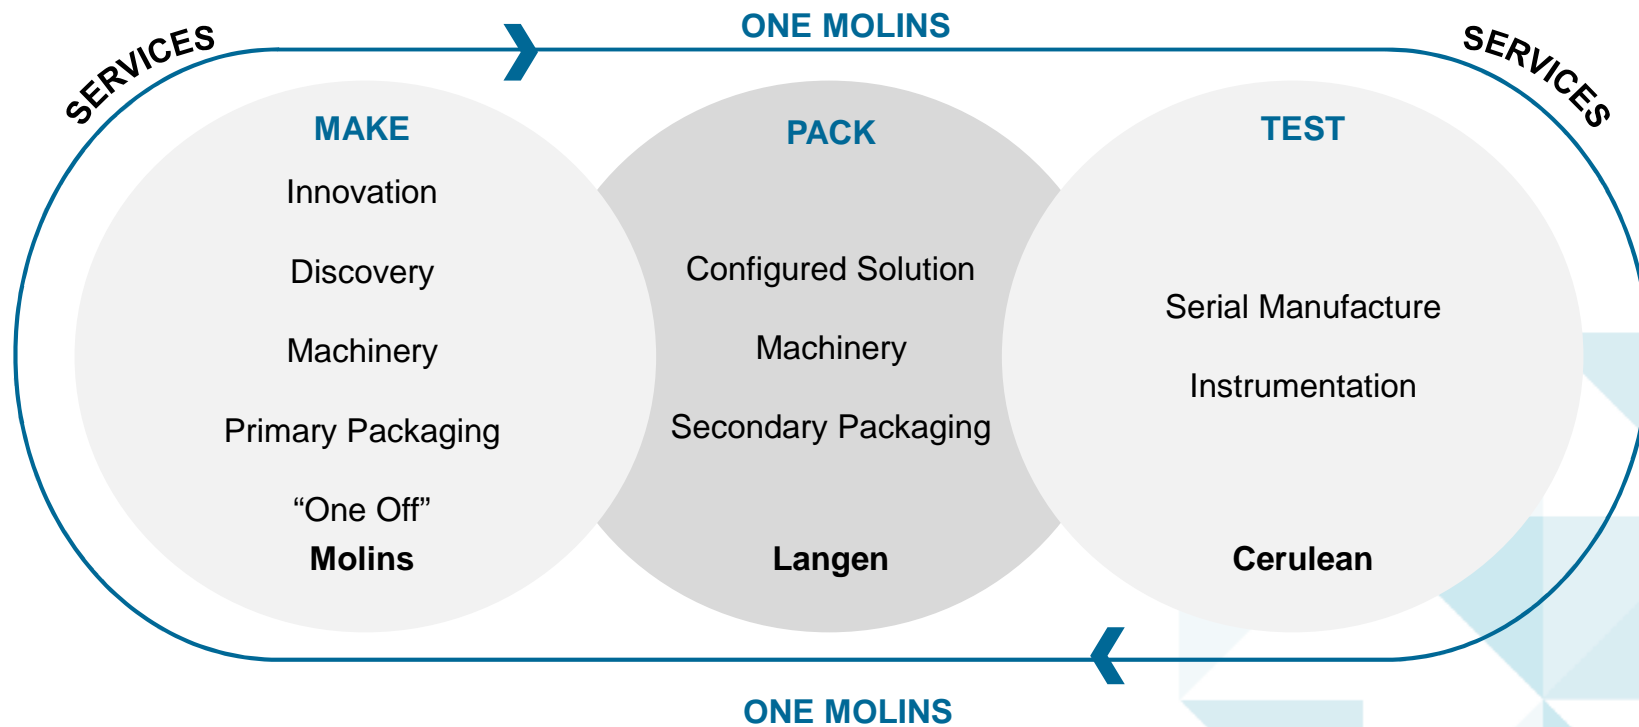 ONE MOLINS
SERVICES
SERVICES
MAKE
Innovation
Discovery
Machinery
Primary Packaging
“One Off”
Molins
PACK
Configured Solution
Machinery
Secondary Packaging
Langen
TEST
Serial Manufacture
Instrumentation
Cerulean
ONE MOLINS